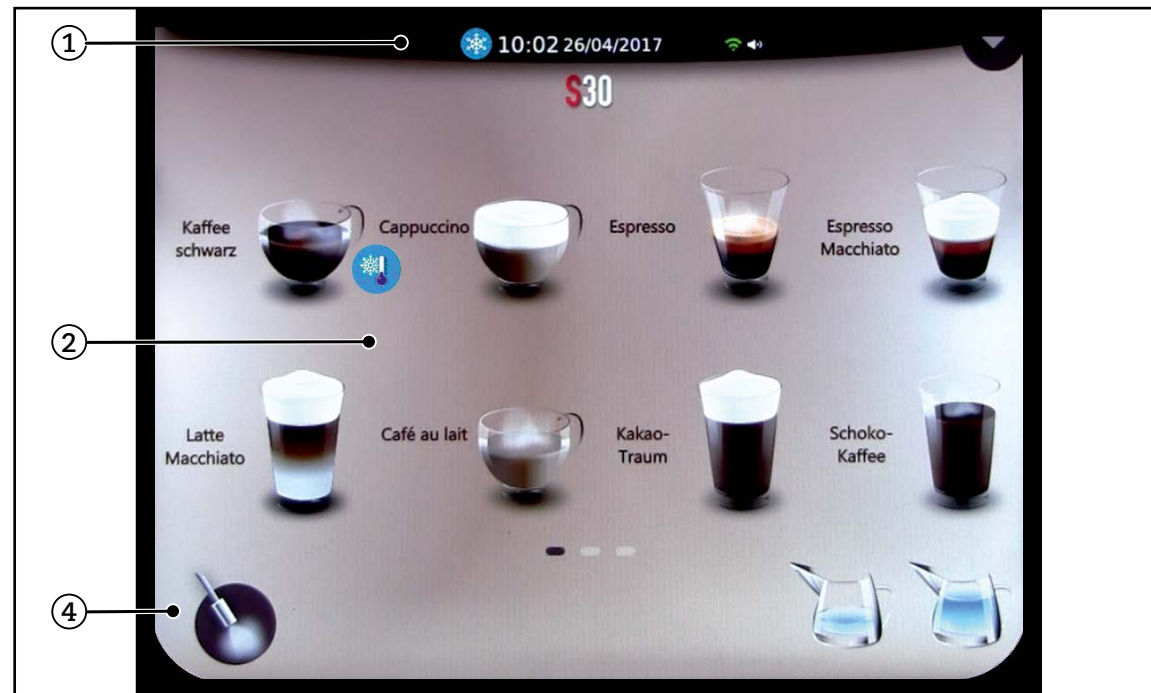 ①
10:02 26/04/2017
S30
Kaffee
schwarz
Cappuccino
Espresso
Espresso
Macchiato
②
Latte
Macchiato
Café au lait
Kakao-
Traum
Schoko-
Kaffee
④